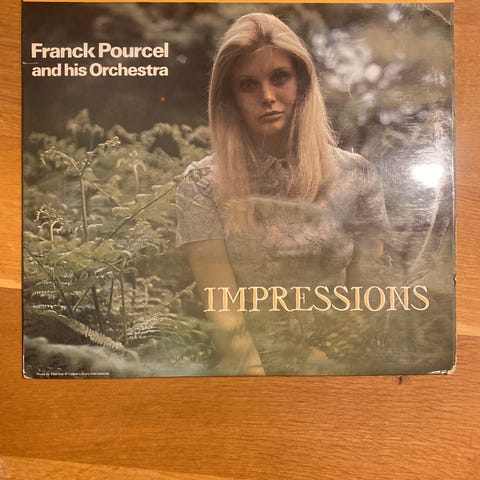 Franck Pourcel
and his Orchestra
IMPRESSIONS